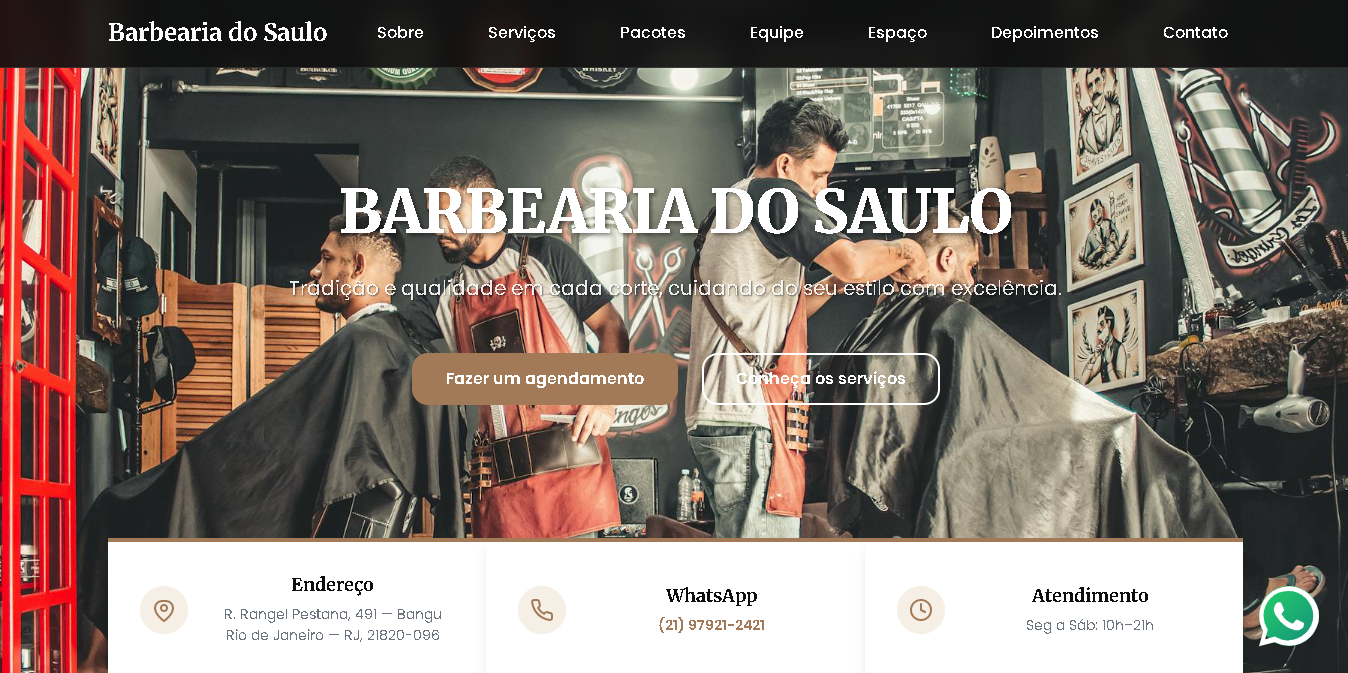 Barbearia do Saulo
Sobre
Serviços
Pacotes
Equipe
Espaço
Depoimentos
Contato
WHISKEY
BARBEARIA DO SAULO
Tradição e qualidade em cada corte, cuidando do seu estilo com excelência.
Fazer um agendamento
Conheça os serviços
Endereço
R. Rangel Pestana, 491 — Bangu
Rio de Janeiro — RJ, 21820-096
WhatsApp
(21) 97921-2421
Atendimento
Seg a Sáb: 10h–21h